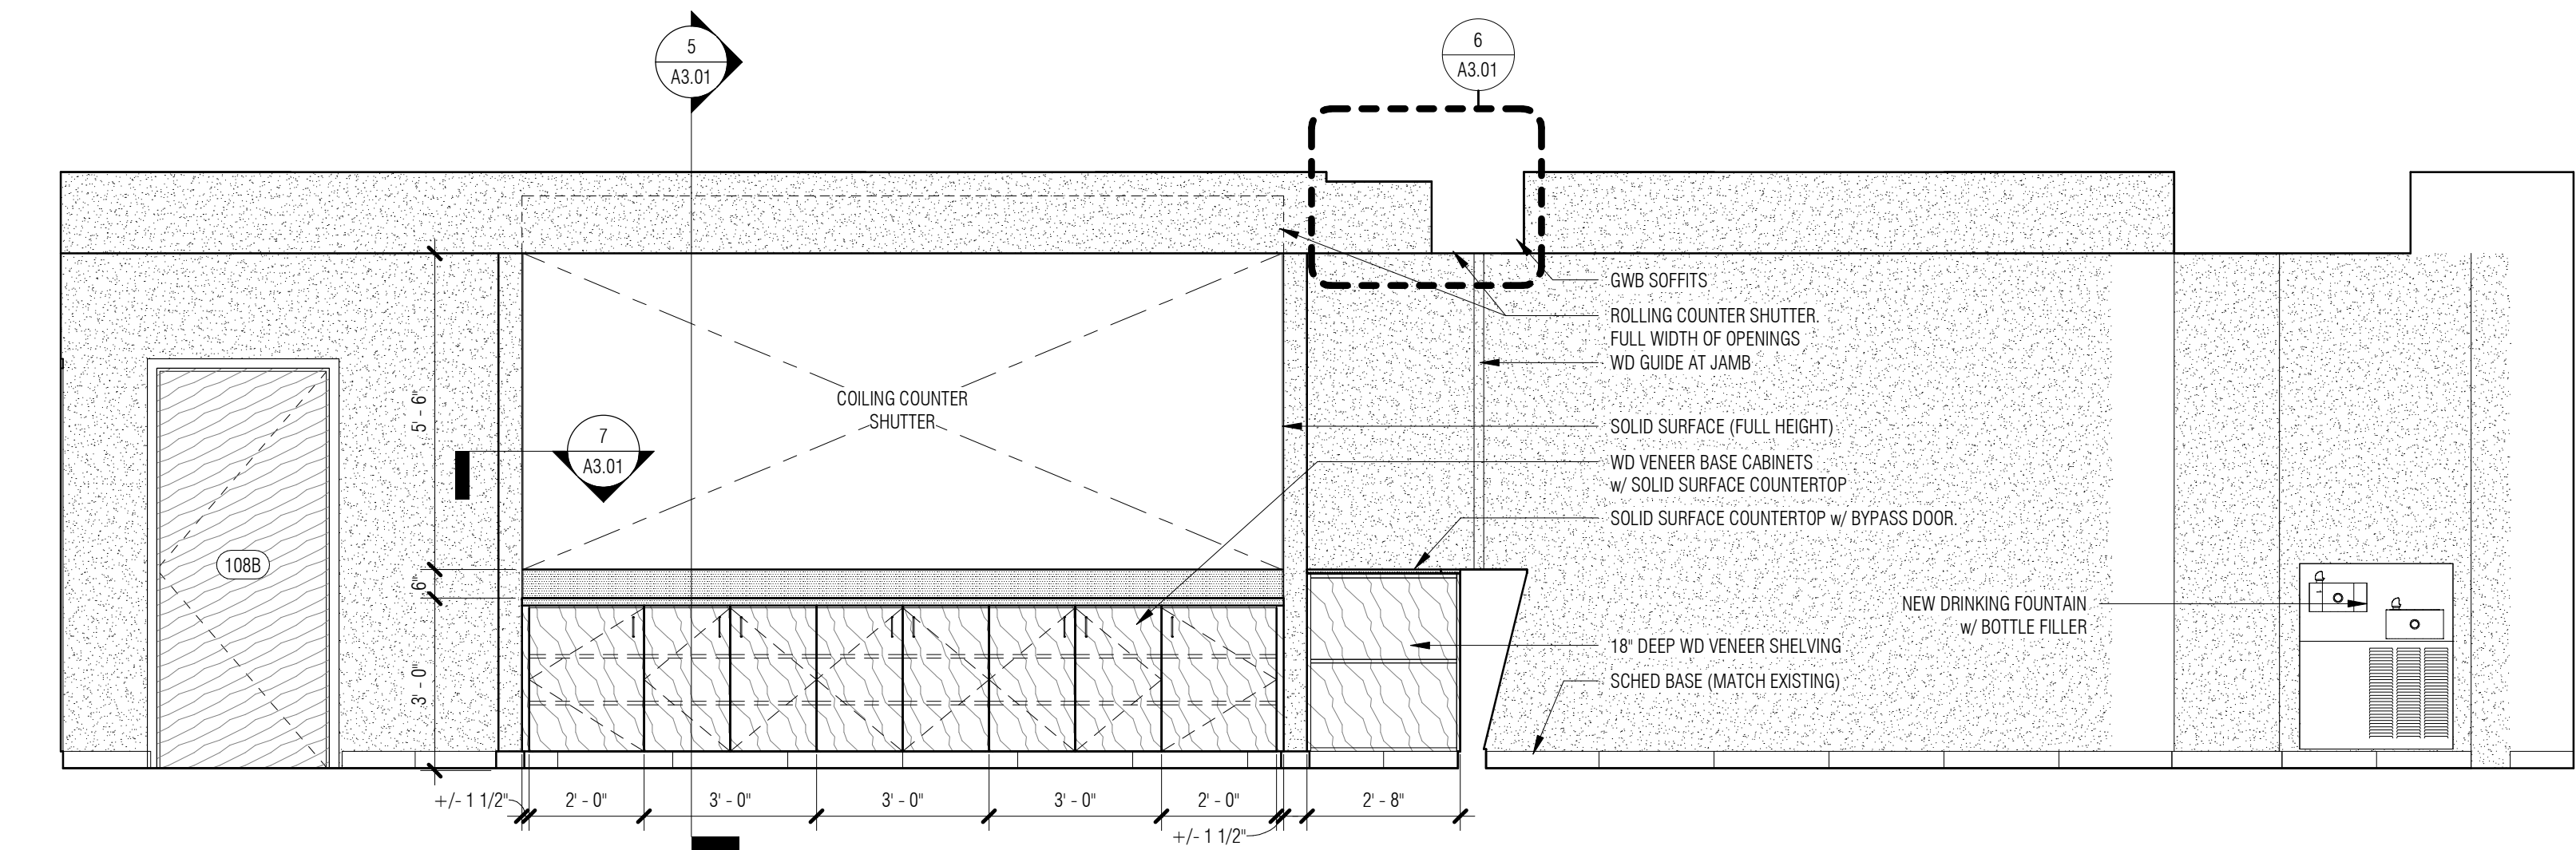 5
A3.01
6
A3.01
GWB SOFFITS
ROLLING COUNTER SHUTTER.
FULL WIDTH OF OPENINGS
WD GUIDE AT JAMB
COILING COUNTER
SHUTTER
5' - 6"
7
A3.01
SOLID SURFACE (FULL HEIGHT)
WD VENEER BASE CABINETS
w/ SOLID SURFACE COUNTERTOP
SOLID SURFACE COUNTERTOP w/ BYPASS DOOR.
108B
6"
NEW DRINKING FOUNTAIN
w/ BOTTLE FILLER
18" DEEP WD VENEER SHELVING
3' - 0"
SCHED BASE (MATCH EXISTING)
+/- 1 1/2"
2' - 0"
3' - 0"
3' - 0"
3' - 0"
2' - 0"
2' - 8"
+/- 1 1/2"